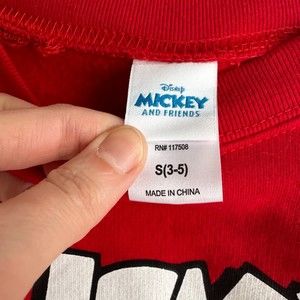 Disney
MICKEY
AND FRIENDS
RN# 117508
S(3-5)
MADE IN CHINA